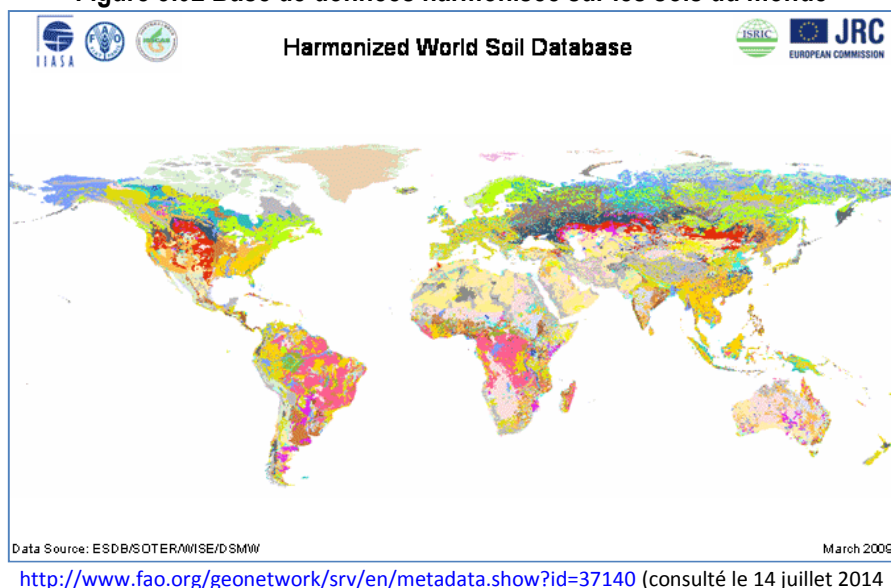 Figure 3.32 Base de données harmonisée sur les sols du monde
IIASA
Harmonized World Soil Database
ISRIC
JRC
EUROPEAN COMMISSION
Data Source: ESDB/SOTER/WISE/DSMW
March 2009
http://www.fao.org/geonetwork/srv/en/metadata.show?id=37140 (consulté le 14 juillet 2014